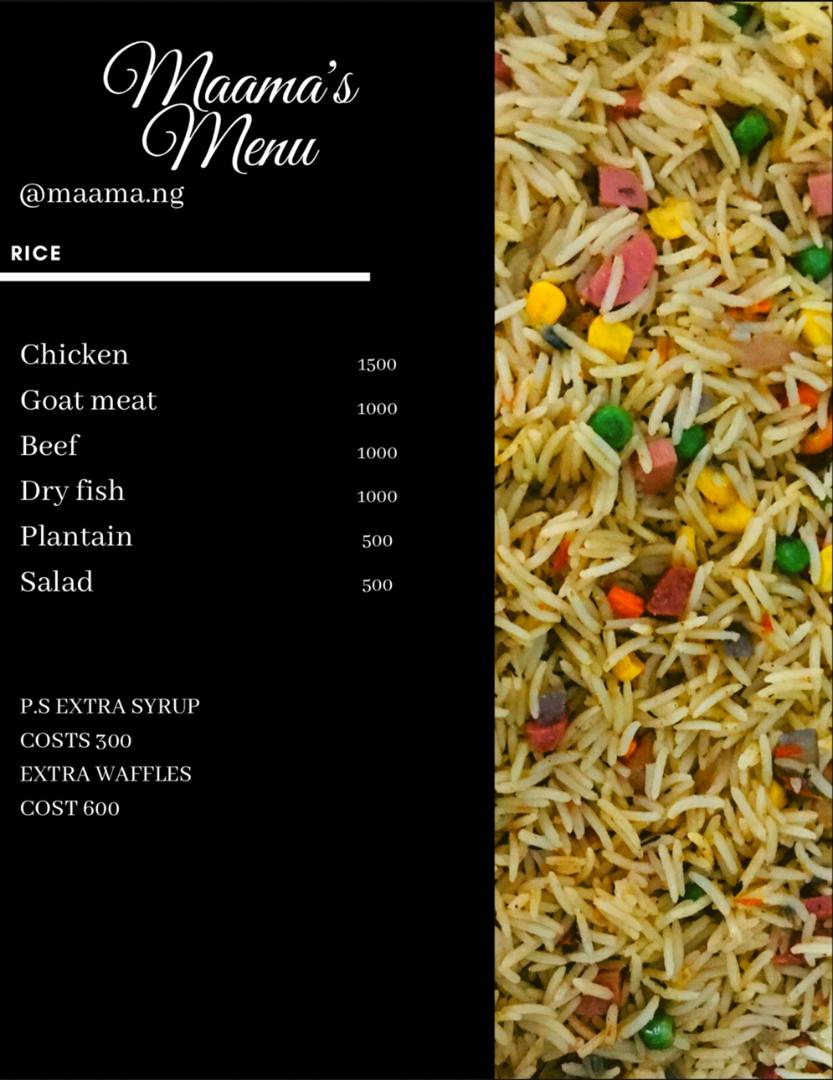 Maama's
Menu
@maama.ng
RICE
Chicken 1500
Goat meat 1000
Beef 1000
Dry fish 1000
Plantain 500
Salad 500
P.S EXTRA SYRUP
COSTS 300
EXTRA WAFFLES
COST 600